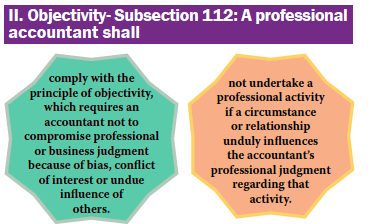 II. Objectivity- Subsection 112: A professional
accountant shall
comply with the
principle of objectivity,
which requires an
accountant not to
compromise professional
or business judgment
because of bias, conflict
of interest or undue
influence of
others.
not undertake a
professional activity
if a circumstance
or relationship
unduly influences
the accountant's
professional judgment
regarding that
activity.